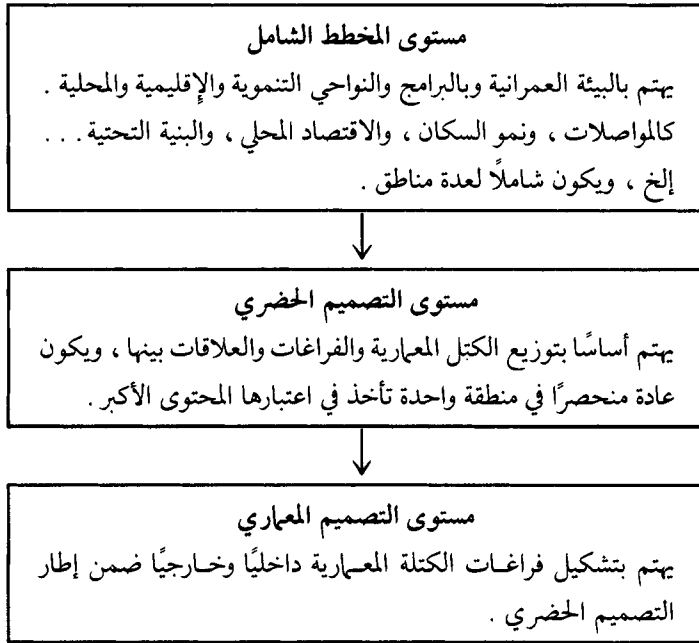 مستوى المخطط الشامل
يهتم بالبيئة العمرانية وبالبرامج والنواحي التنموية والإقليمية والمحلية .
كالمواصلات ، ونمو السكان ، والاقتصاد المحلي ، والبنية التحتية . . .
إلخ ، ويكون شاملًا لعدة مناطق .
مستوى التصميم الحضري
يهتم أساسًا بتوزيع الكتل المعمارية والفراغات والعلاقات بينها ، ويكون
عادة منحصرًا في منطقة واحدة تأخذ في اعتبارها المحتوى الأكبر .
مستوى التصميم المعماري
يهتم بتشكيل فراغات الكتلة المعمارية داخليًا وخارجيًا ضمن إطار
التصميم الحضري .